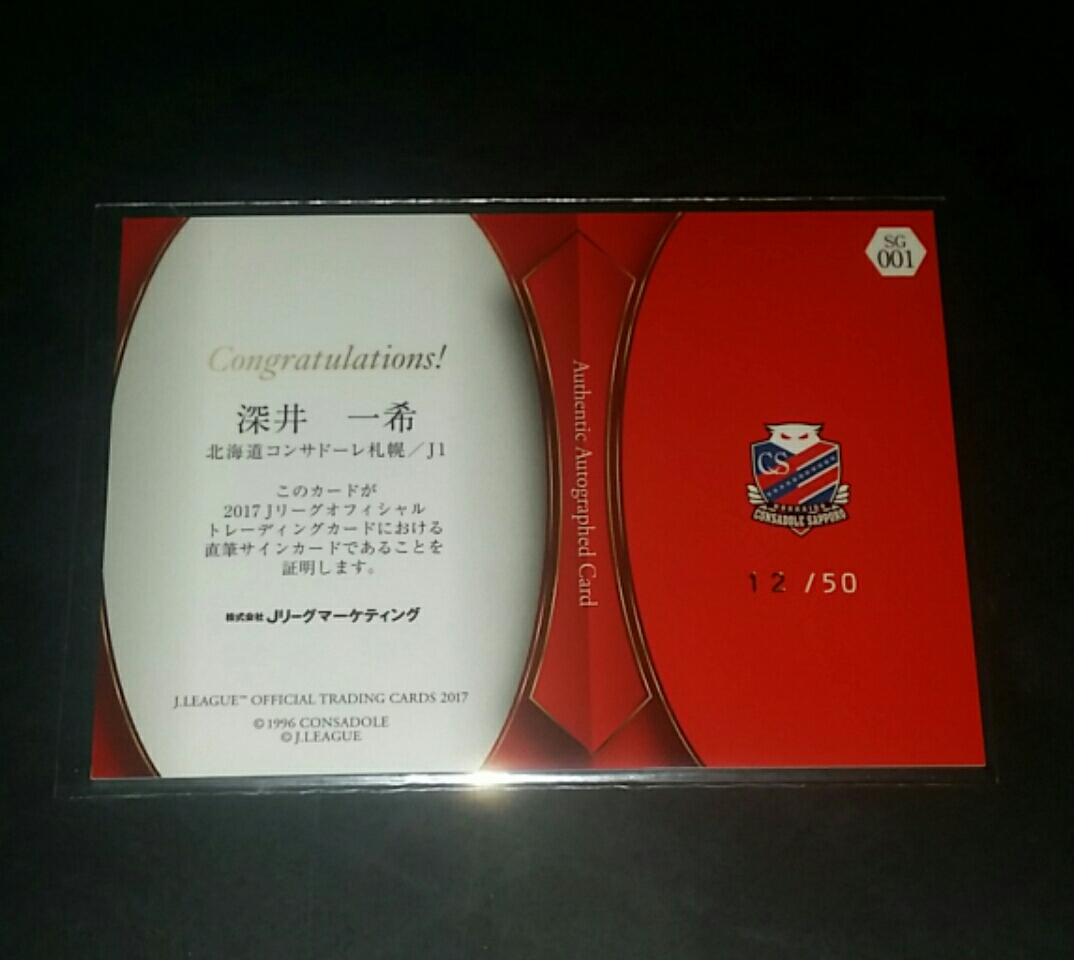 Congratulations!
深井 一希
北海道コンサドーレ札幌/J1
このカードが
2017 Jリーグオフィシャル
トレーディングカードにおける
直筆サインカードであることを
証明します。
株式会社 Jリーグマーケティング
J.LEAGUE™ OFFICIAL TRADING CARDS 2017
©1996 CONSADOLE
©J.LEAGUE
Authentic Autographed Card
SG
001
CS
HOKKAIDO
CONSADOLE SAPPORO
12 /50